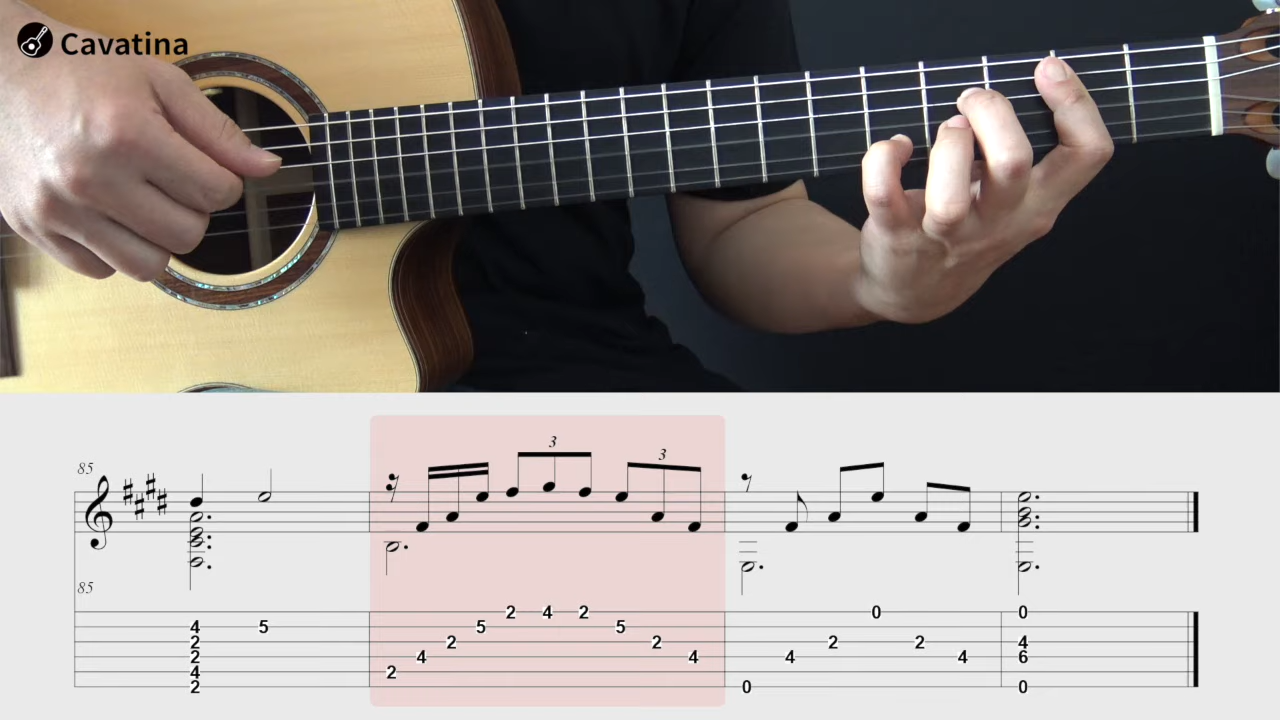 Cavatina
85
3
3
85
2 4 2 0 0
4 5 5 5
2 2 2 2 2 4
2 4 4 4 4 6
4 2
2 0 0